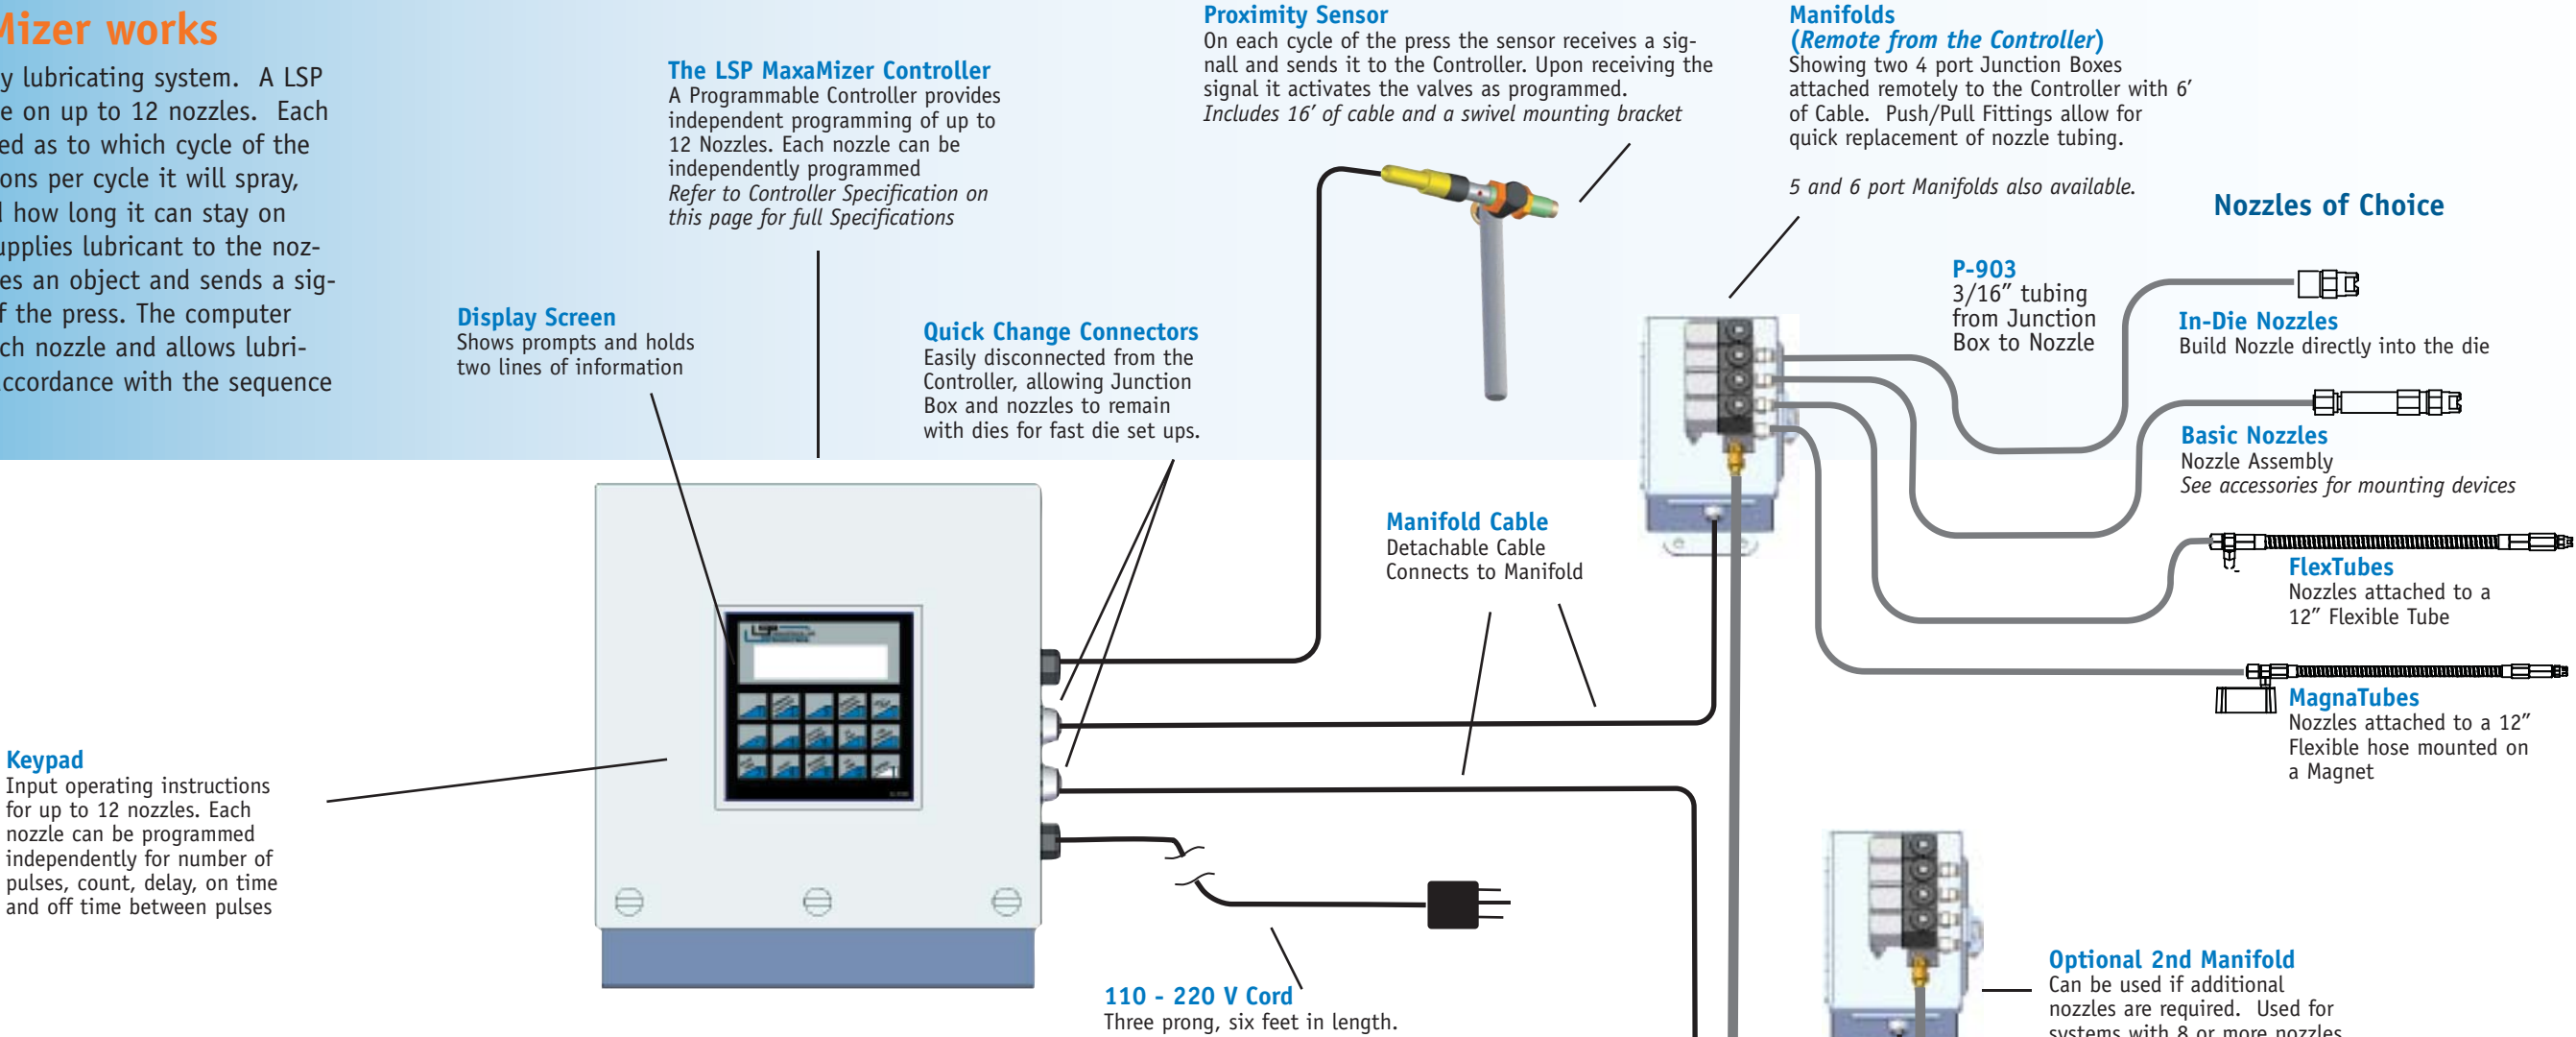 Mizer works
y lubricating system. A LSP
e on up to 12 nozzles. Each
ed as to which cycle of the
ons per cycle it will spray,
how long it can stay on
upplies lubricant to the noz-
es an object and sends a sig-
f the press. The computer
ch nozzle and allows lubri-
ccordance with the sequence
The LSP MaxaMizer Controller
A Programmable Controller provides
independent programming of up to
12 Nozzles. Each nozzle can be
independently programmed
Refer to Controller Specification on
this page for full Specifications
Proximity Sensor
On each cycle of the press the sensor receives a sig-
nall and sends it to the Controller. Upon receiving the
signal it activates the valves as programmed.
Includes 16′ of cable and a swivel mounting bracket
Manifolds
(Remote from the Controller)
Showing two 4 port Junction Boxes
attached remotely to the Controller with 6′
of Cable. Push/Pull Fittings allow for
quick replacement of nozzle tubing.
5 and 6 port Manifolds also available.
Nozzles of Choice
P-903
3/16″ tubing
from Junction
Box to Nozzle
In-Die Nozzles
Build Nozzle directly into the die
Basic Nozzles
Nozzle Assembly
See accessories for mounting devices
FlexTubes
Nozzles attached to a
12″ Flexible Tube
MagnaTubes
Nozzles attached to a 12″
Flexible hose mounted on
a Magnet
Display Screen
Shows prompts and holds
two lines of information
Quick Change Connectors
Easily disconnected from the
Controller, allowing Junction
Box and nozzles to remain
with dies for fast die set ups.
Manifold Cable
Detachable Cable
Connects to Manifold
LSP
Keypad
Input operating instructions
for up to 12 nozzles. Each
nozzle can be programmed
independently for number of
pulses, count, delay, on time
and off time between pulses
110 - 220 V Cord
Three prong, six feet in length.
Optional 2nd Manifold
Can be used if additional
nozzles are required. Used for
systems with 8 or more nozzles